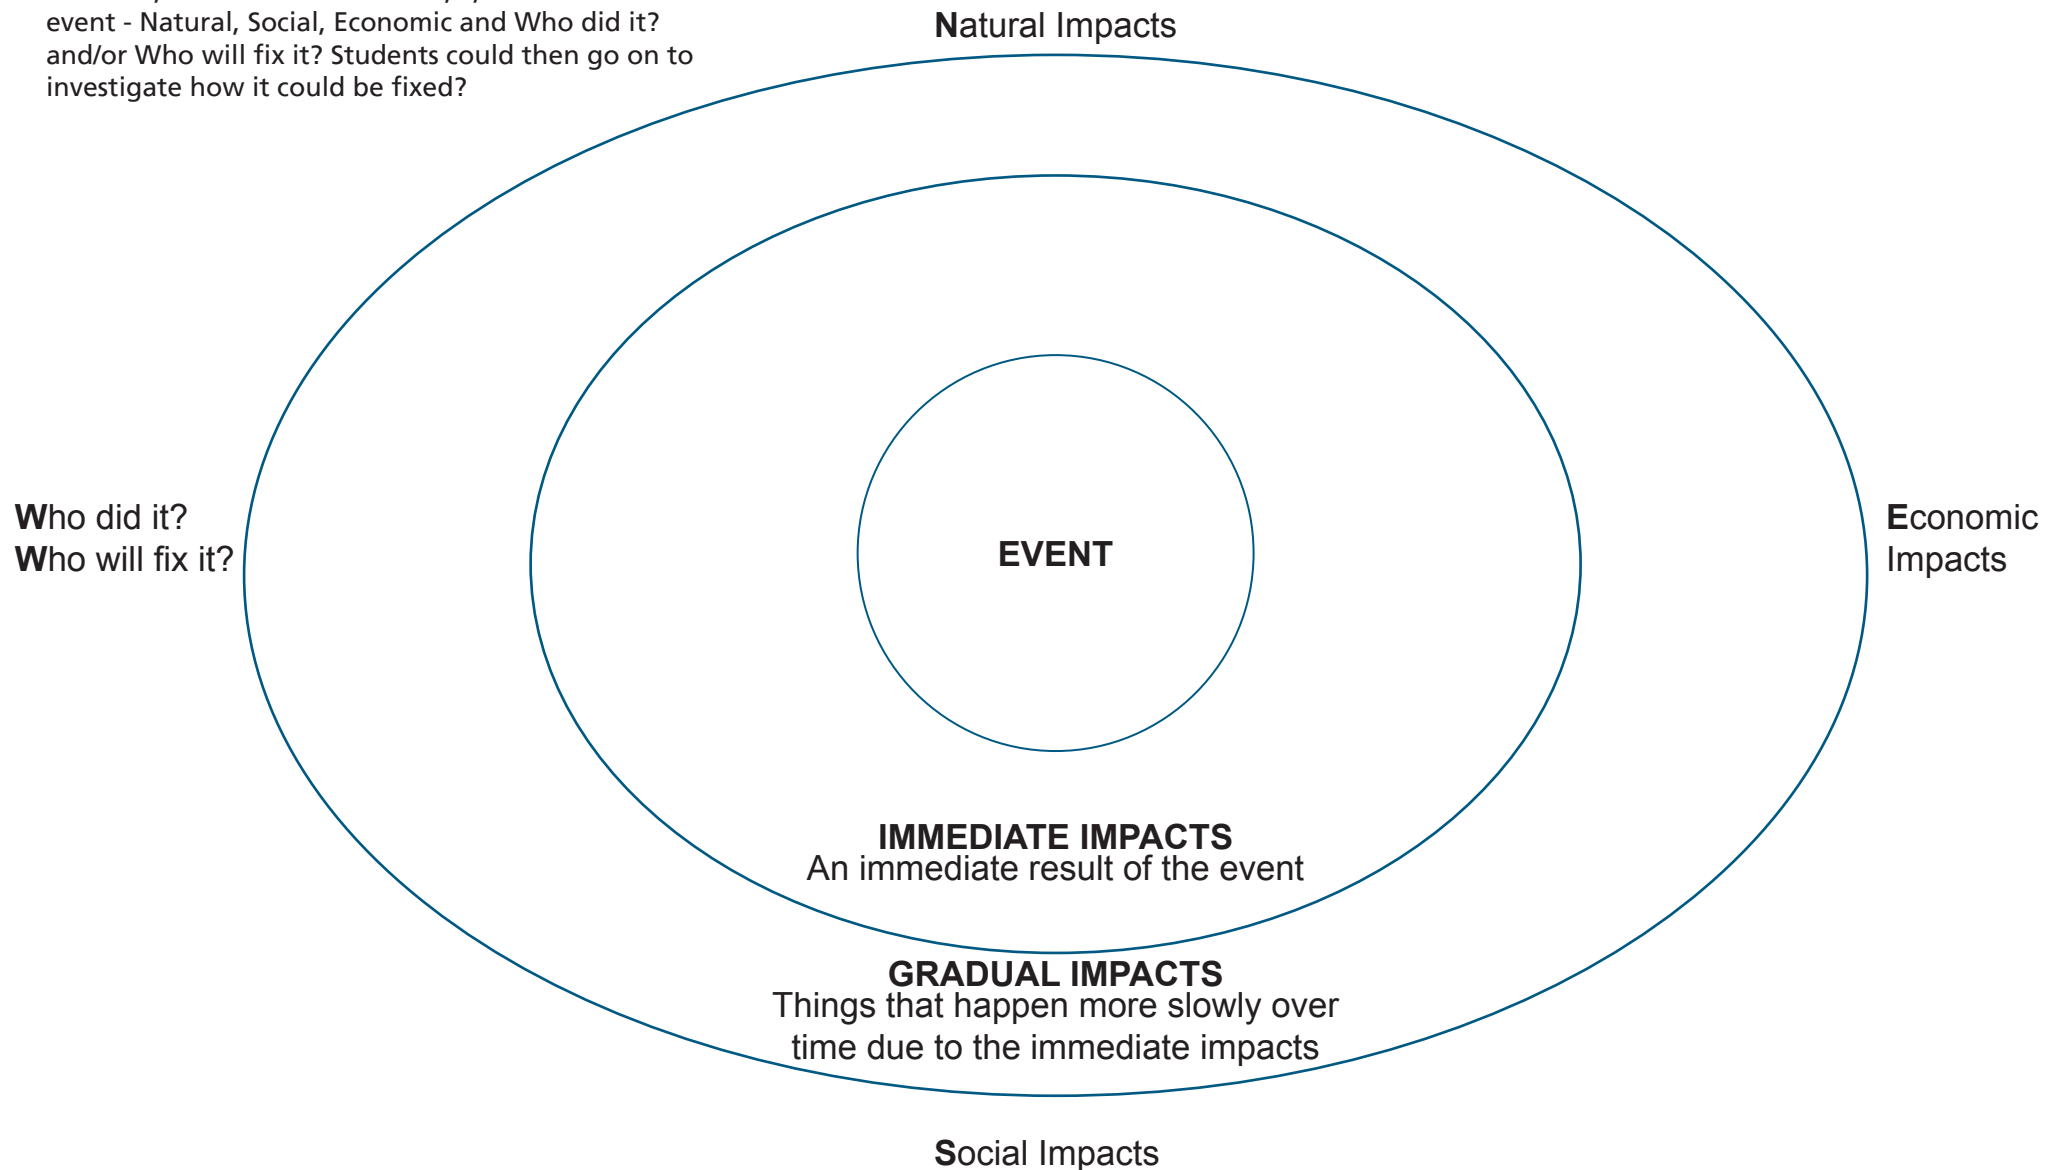 event - Natural, Social, Economic and Who did it?
and/or Who will fix it? Students could then go on to
investigate how it could be fixed?
Natural Impacts
Who did it?
Who will fix it?
EVENT
Economic
Impacts
IMMEDIATE IMPACTS
An immediate result of the event
GRADUAL IMPACTS
Things that happen more slowly over
time due to the immediate impacts
Social Impacts